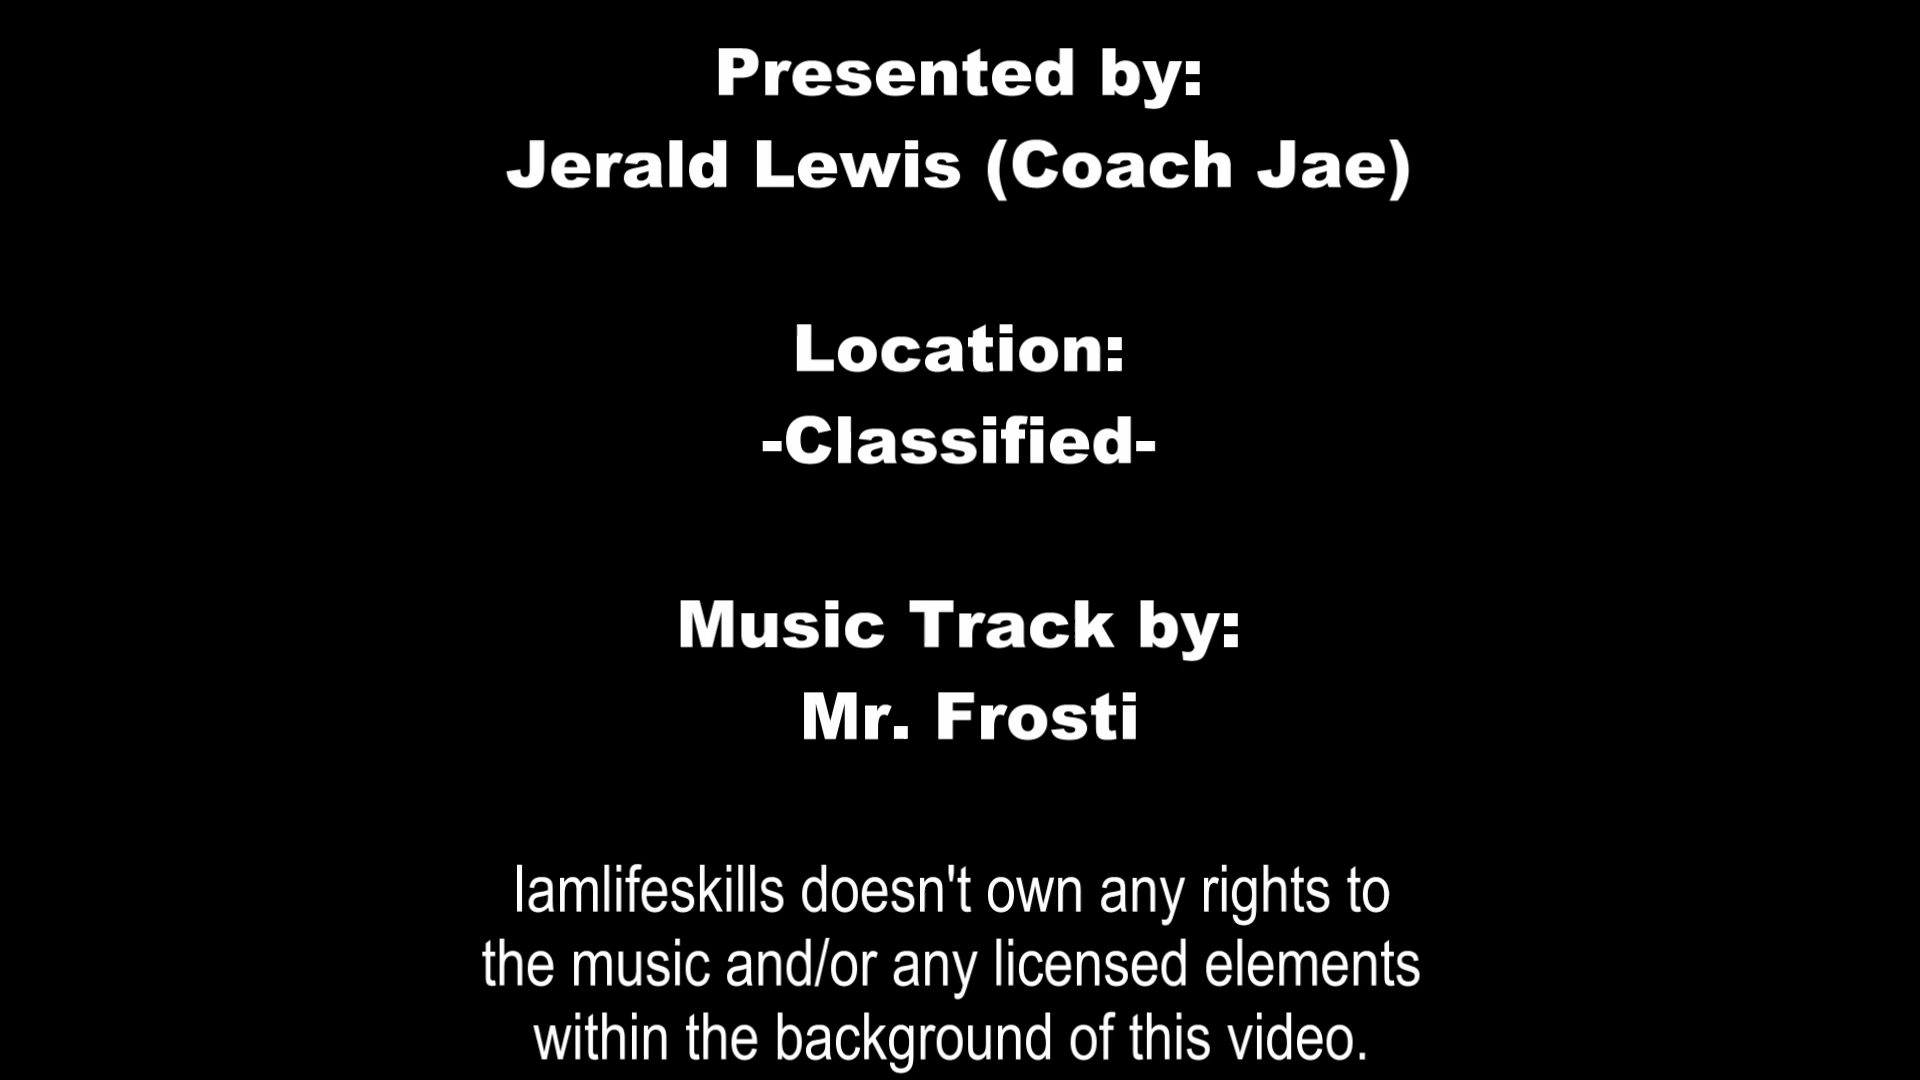 Presented by:
Jerald Lewis (Coach Jae)
Location:
-Classified-
Music Track by:
Mr. Frosti
Iamlifeskills doesn't own any rights to
the music and/or any licensed elements
within the background of this video.